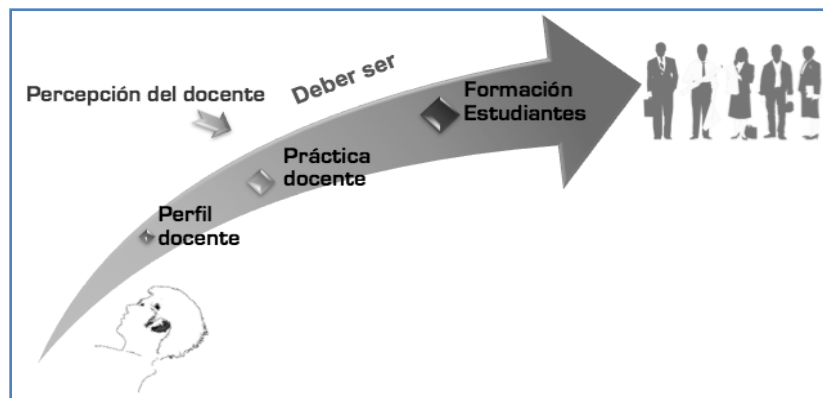 Deber ser
Percepción del docente
Formación
Estudiantes
Práctica
docente
Perfil
docente